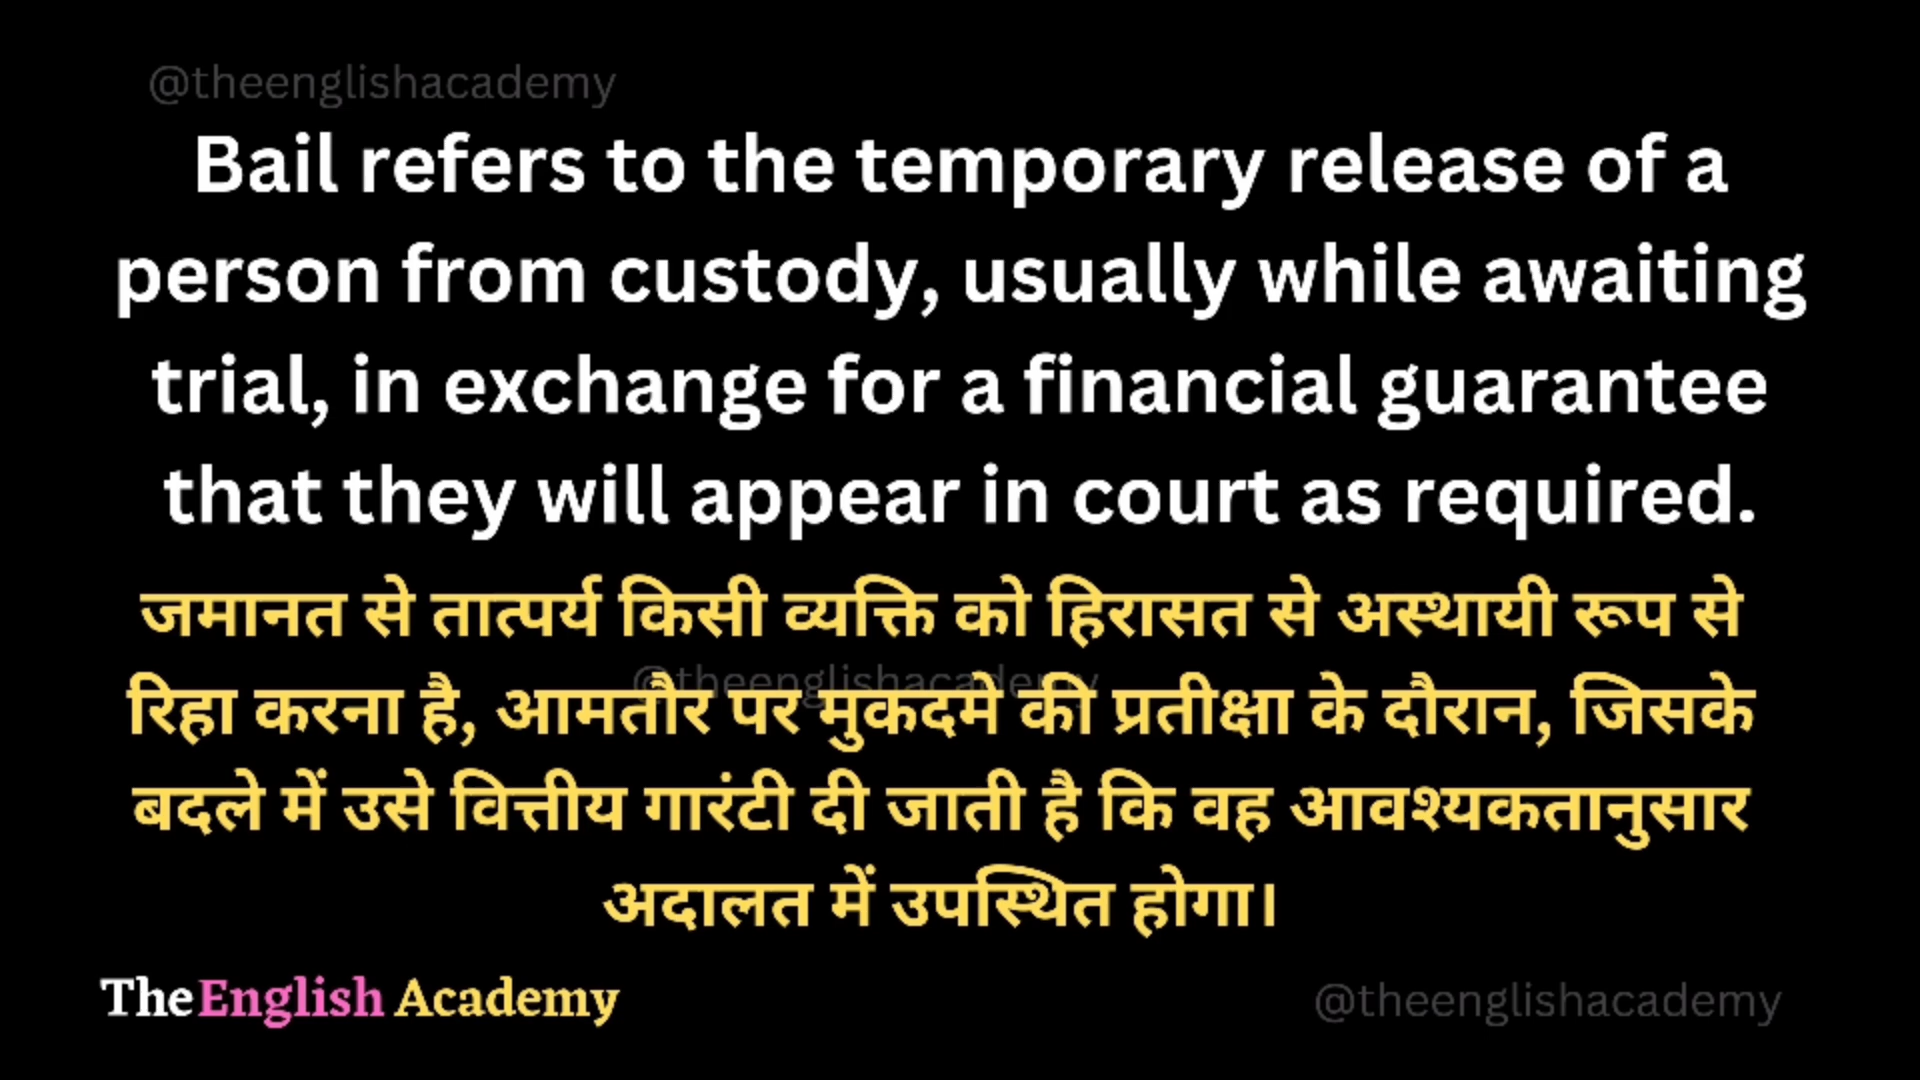 @theenglishacademy
Bail refers to the temporary release of a
person from custody, usually while awaiting
trial, in exchange for a financial guarantee
that they will appear in court as required.
जमानत से तात्पर्य किसी व्यक्ति को हिरासत से अस्थायी रूप से
@theenglishacademy
रिहा करना है, आमतौर पर मुकदमे की प्रतीक्षा के दौरान, जिसके
बदले में उसे वित्तीय गारंटी दी जाती है कि वह आवश्यकतानुसार
अदालत में उपस्थित होगा।
The English Academy
@theenglishacademy